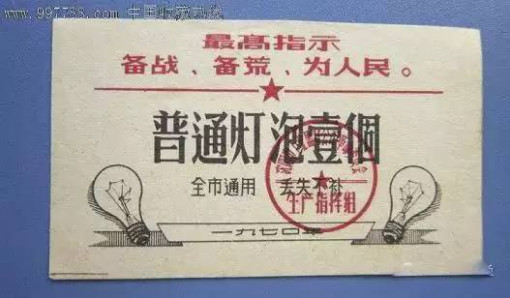 www.997788.com 中国收藏热线
最高指示
备战、备荒、为人民。
普通灯泡壹個
全市通用 丢失不补
生产指挥组
一九七〇年